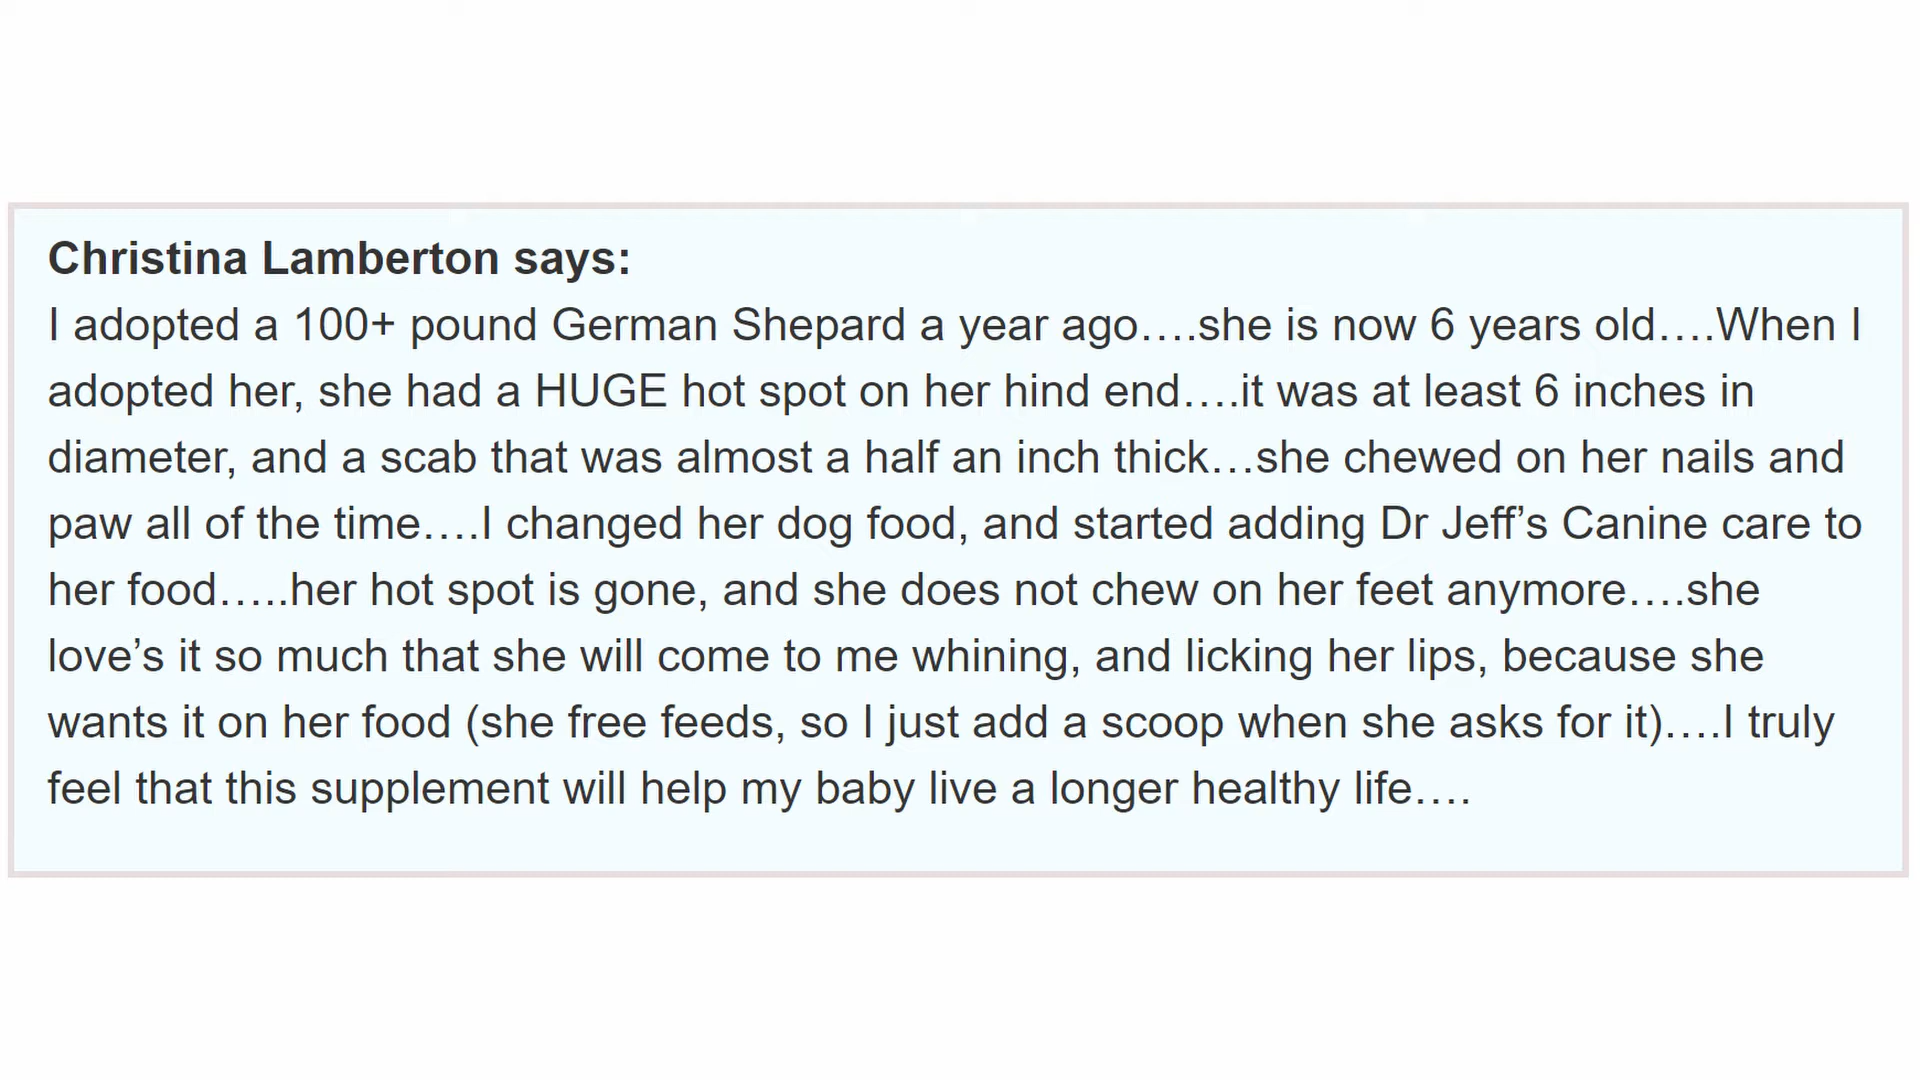 Christina Lamberton says:
I adopted a 100+ pound German Shepard a year ago….she is now 6 years old….When I
adopted her, she had a HUGE hot spot on her hind end….it was at least 6 inches in
diameter, and a scab that was almost a half an inch thick…she chewed on her nails and
paw all of the time….I changed her dog food, and started adding Dr Jeff’s Canine care to
her food…..her hot spot is gone, and she does not chew on her feet anymore….she
love’s it so much that she will come to me whining, and licking her lips, because she
wants it on her food (she free feeds, so I just add a scoop when she asks for it)….I truly
feel that this supplement will help my baby live a longer healthy life….